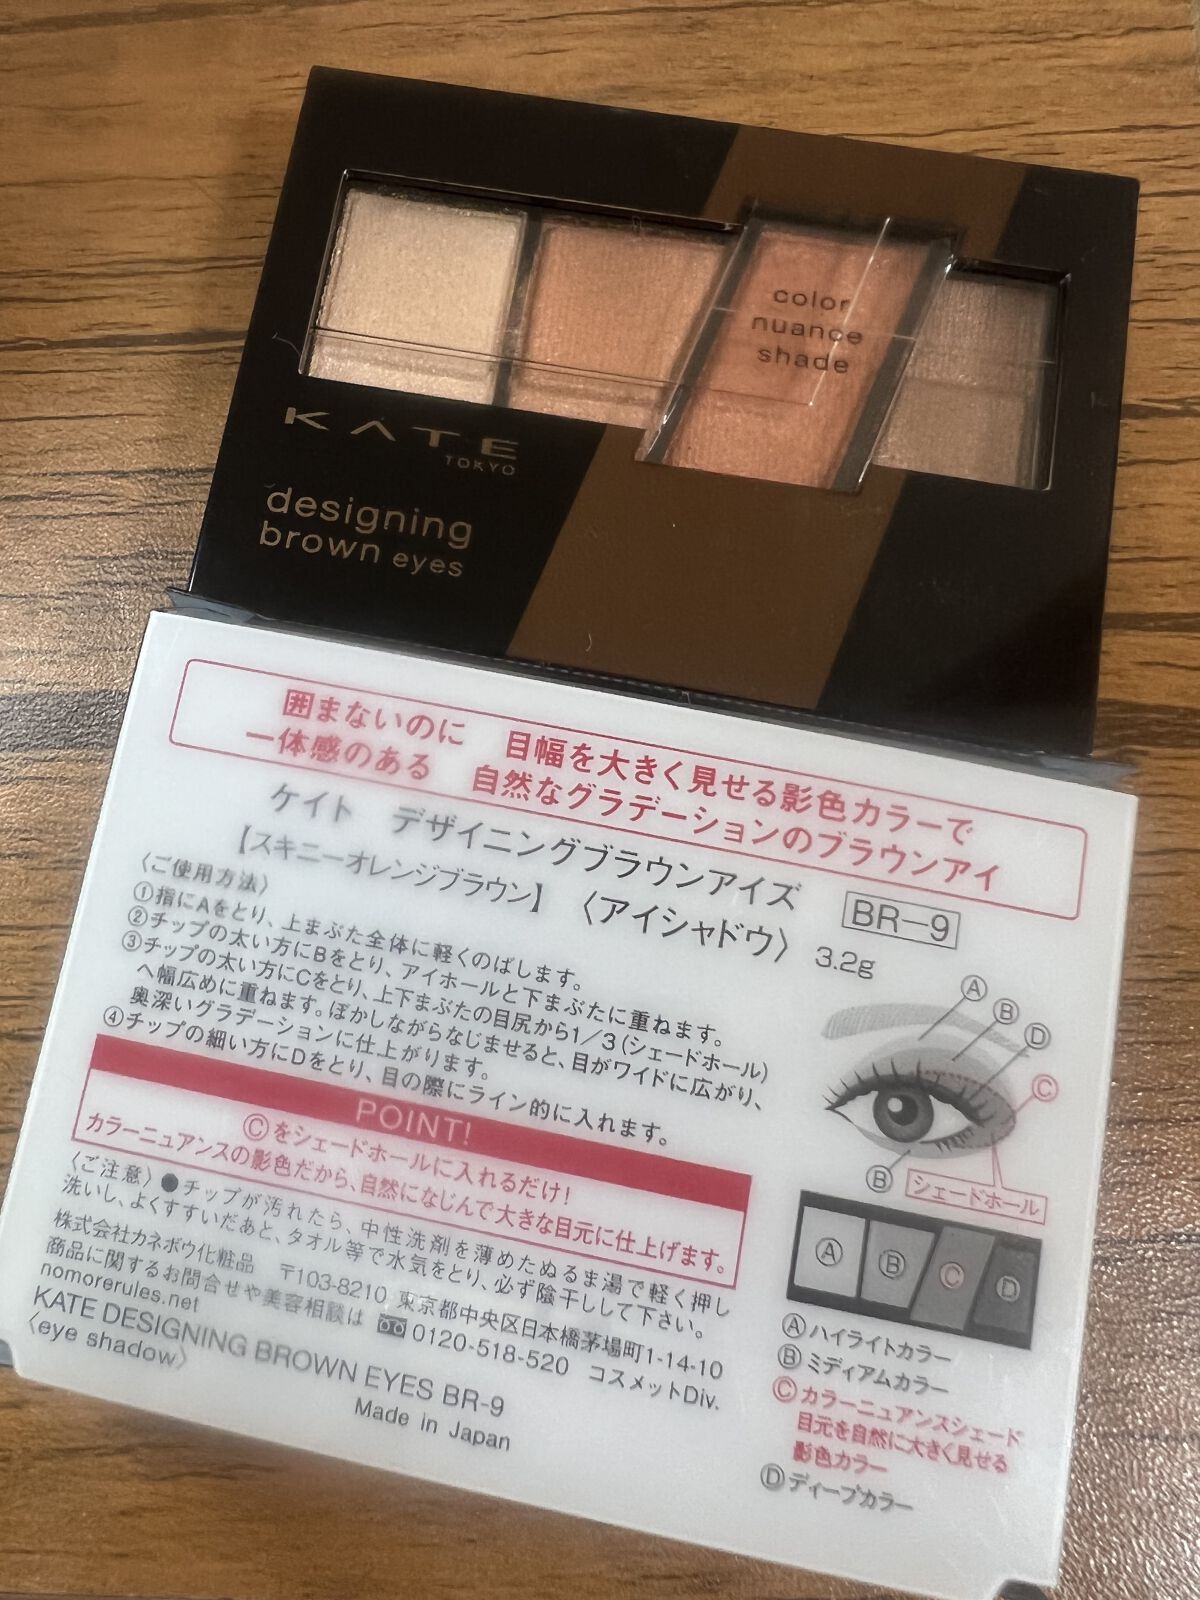 color
nuance
shade
KATE
TOKYO
designing
brown eyes
囲まないのに 目幅を大きく見せる影色カラーで
一体感のある 自然なグラデーションのブラウンアイ
ケイト デザイニングブラウンアイズ BR-9
【スキニーオレンジブラウン】〈アイシャドウ〉 3.2g
〈ご使用方法〉
①指にAをとり、上まぶた全体に軽くのばします。
②チップの太い方にBをとり、アイホールと下まぶたに重ねます。
③チップの太い方にCをとり、上下まぶたの目尻から1/3(シェードホール)
へ幅広めに重ねます。ぼかしながらなじませると、目がワイドに広がり、
奥深いグラデーションに仕上がります。
④チップの細い方にDをとり、目の際にライン的に入れます。
POINT!
Ⓒをシェードホールに入れるだけ!
カラーニュアンスの影色だから、自然になじんで大きな目元に仕上げます。
〈ご注意〉●チップが汚れたら、中性洗剤を薄めたぬるま湯で軽く押し
洗いし、よくすすいだあと、タオル等で水気をとり、必ず陰干しして下さい。
株式会社カネボウ化粧品 〒103-8210 東京都中央区日本橋茅場町1-14-10
商品に関するお問合せや美容相談は 0120-518-520 コスメットDiv.
nomorerules.net
KATE DESIGNING BROWN EYES BR-9
〈eye shadow〉
Made in Japan
Ⓐ
Ⓑ
Ⓓ
Ⓒ
Ⓑ
シェードホール
Ⓐ Ⓑ Ⓒ Ⓓ
Ⓐハイライトカラー
Ⓑミディアムカラー
Ⓒカラーニュアンスシェード
目元を自然に大きく見せる
影色カラー
Ⓓディープカラー